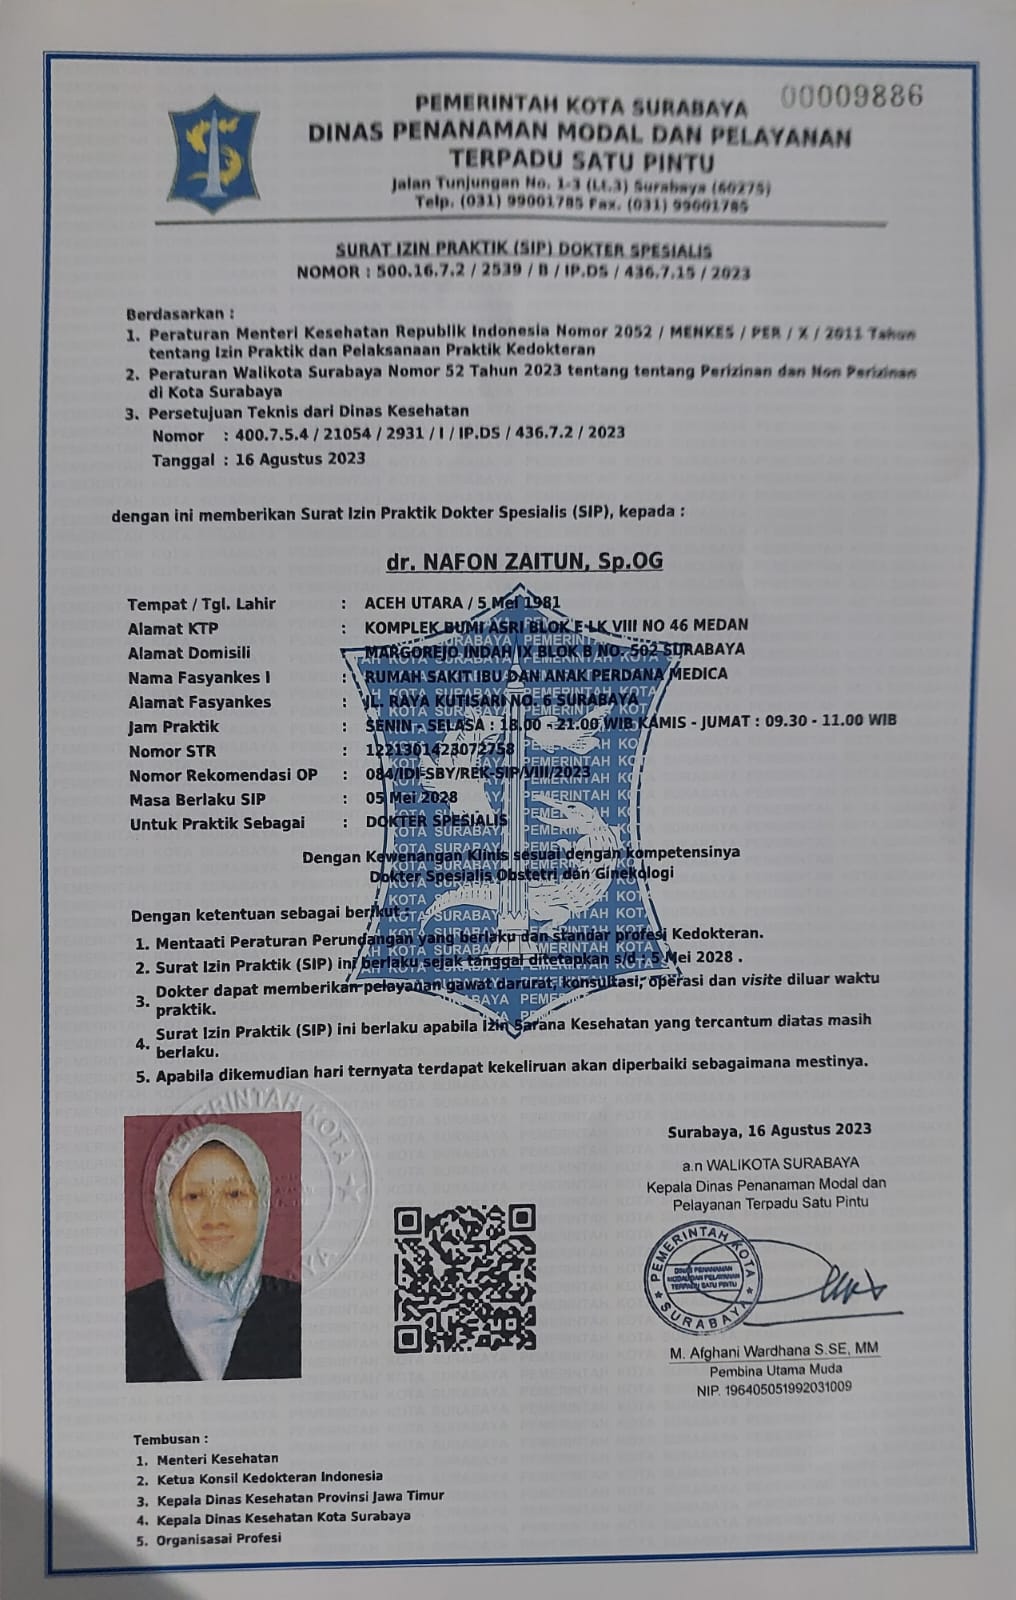 00009886
PEMERINTAH KOTA SURABAYA
DINAS PENANAMAN MODAL DAN PELAYANAN
TERPADU SATU PINTU
Jalan Tunjungan No. 1-3 (Lt.3) Surabaya (60275)
Telp. (031) 99001785 Fax. (031) 99001785
SURAT IZIN PRAKTIK (SIP) DOKTER SPESIALIS
NOMOR : 500.16.7.2 / 2539 / B / IP.DS / 436.7.15 / 2023
Berdasarkan :
1. Peraturan Menteri Kesehatan Republik Indonesia Nomor 2052 / MENKES / PER / X / 2011 Tahun
tentang Izin Praktik dan Pelaksanaan Praktik Kedokteran
2. Peraturan Walikota Surabaya Nomor 52 Tahun 2023 tentang tentang Perizinan dan Non Perizinan
di Kota Surabaya
3. Persetujuan Teknis dari Dinas Kesehatan
Nomor : 400.7.5.4 / 21054 / 2931 / I / IP.DS / 436.7.2 / 2023
Tanggal : 16 Agustus 2023
dengan ini memberikan Surat Izin Praktik Dokter Spesialis (SIP), kepada :
dr. NAFON ZAITUN, Sp.OG
Tempat / Tgl. Lahir : ACEH UTARA / 5 Mei 1981
Alamat KTP : KOMPLEK BUMI ASRI BLOK E LK VIII NO 46 MEDAN
Alamat Domisili : MARGOREJO INDAH IX BLOK B NO. 502 SURABAYA
Nama Fasyankes I : RUMAH SAKIT IBU DAN ANAK PERDANA MEDICA
Alamat Fasyankes : JL. RAYA KUTISARI NO. 6 SURABAYA
Jam Praktik : SENIN - SELASA : 18.00 - 21.00 WIB KAMIS - JUMAT : 09.30 - 11.00 WIB
Nomor STR : 1221301423072758
Nomor Rekomendasi OP : 084/IDI-SBY/REK-SIP/VIII/2023
Masa Berlaku SIP : 05 Mei 2028
Untuk Praktik Sebagai : DOKTER SPESIALIS
Dengan Kewenangan Klinis sesuai dengan kompetensinya
Dokter Spesialis Obstetri dan Ginekologi
Dengan ketentuan sebagai berikut :
1. Mentaati Peraturan Perundangan yang berlaku dan standar profesi Kedokteran.
2. Surat Izin Praktik (SIP) ini berlaku sejak tanggal ditetapkan s/d : 5 Mei 2028 .
3. Dokter dapat memberikan pelayanan gawat darurat, konsultasi, operasi dan visite diluar waktu
praktik.
4. Surat Izin Praktik (SIP) ini berlaku apabila Izin Sarana Kesehatan yang tercantum diatas masih
berlaku.
5. Apabila dikemudian hari ternyata terdapat kekeliruan akan diperbaiki sebagaimana mestinya.
PEMERINTAH KOTA
Surabaya, 16 Agustus 2023
a.n WALIKOTA SURABAYA
Kepala Dinas Penanaman Modal dan
Pelayanan Terpadu Satu Pintu
PEMERINTAH KOTA
DINAS PENANAMAN
MODAL DAN PELAYANAN
TERPADU SATU PINTU
SURABAYA
M. Afghani Wardhana S.SE, MM
Pembina Utama Muda
NIP. 196405051992031009
Tembusan :
1. Menteri Kesehatan
2. Ketua Konsil Kedokteran Indonesia
3. Kepala Dinas Kesehatan Provinsi Jawa Timur
4. Kepala Dinas Kesehatan Kota Surabaya
5. Organisasai Profesi